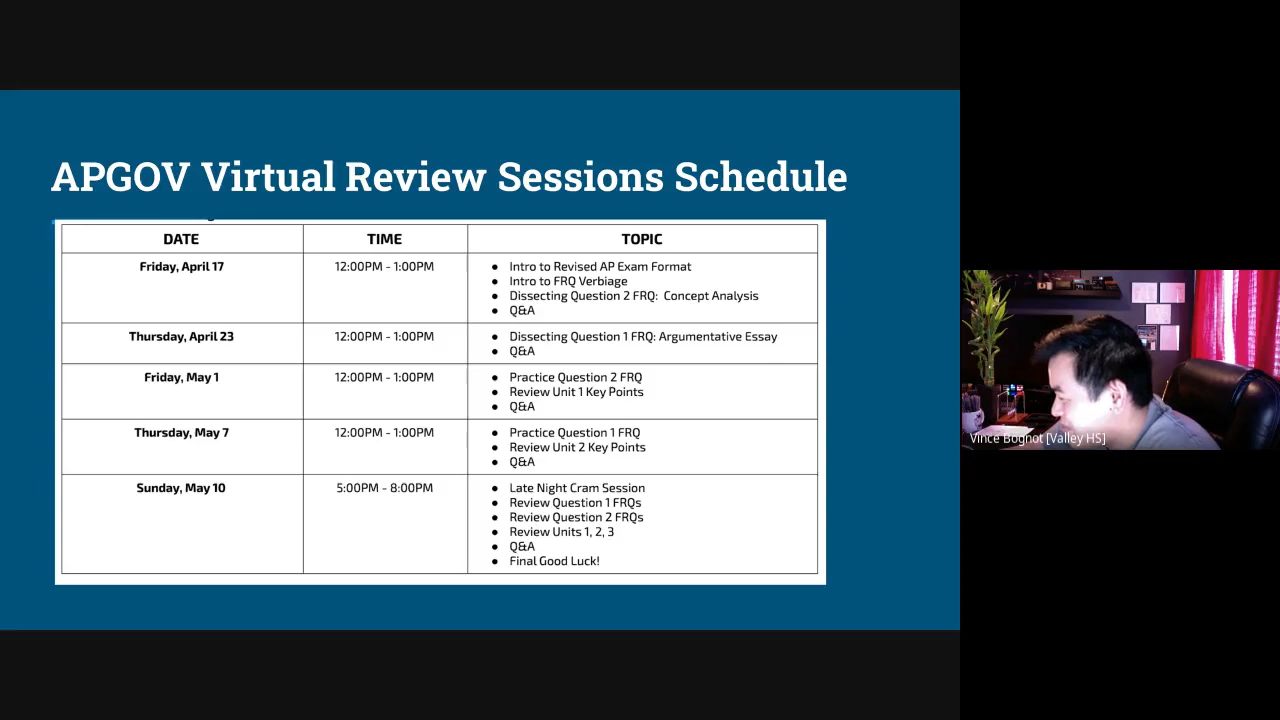 APGOV Virtual Review Sessions Schedule
DATE TIME TOPIC
Friday, April 17 12:00PM - 1:00PM ● Intro to Revised AP Exam Format
● Intro to FRQ Verbiage
● Dissecting Question 2 FRQ: Concept Analysis
● Q&A
Thursday, April 23 12:00PM - 1:00PM ● Dissecting Question 1 FRQ: Argumentative Essay
● Q&A
Friday, May 1 12:00PM - 1:00PM ● Practice Question 2 FRQ
● Review Unit 1 Key Points
● Q&A
Thursday, May 7 12:00PM - 1:00PM ● Practice Question 1 FRQ
● Review Unit 2 Key Points
● Q&A
Sunday, May 10 5:00PM - 8:00PM ● Late Night Cram Session
● Review Question 1 FRQs
● Review Question 2 FRQs
● Review Units 1, 2, 3
● Q&A
● Final Good Luck!
Vince Bognot [Valley HS]